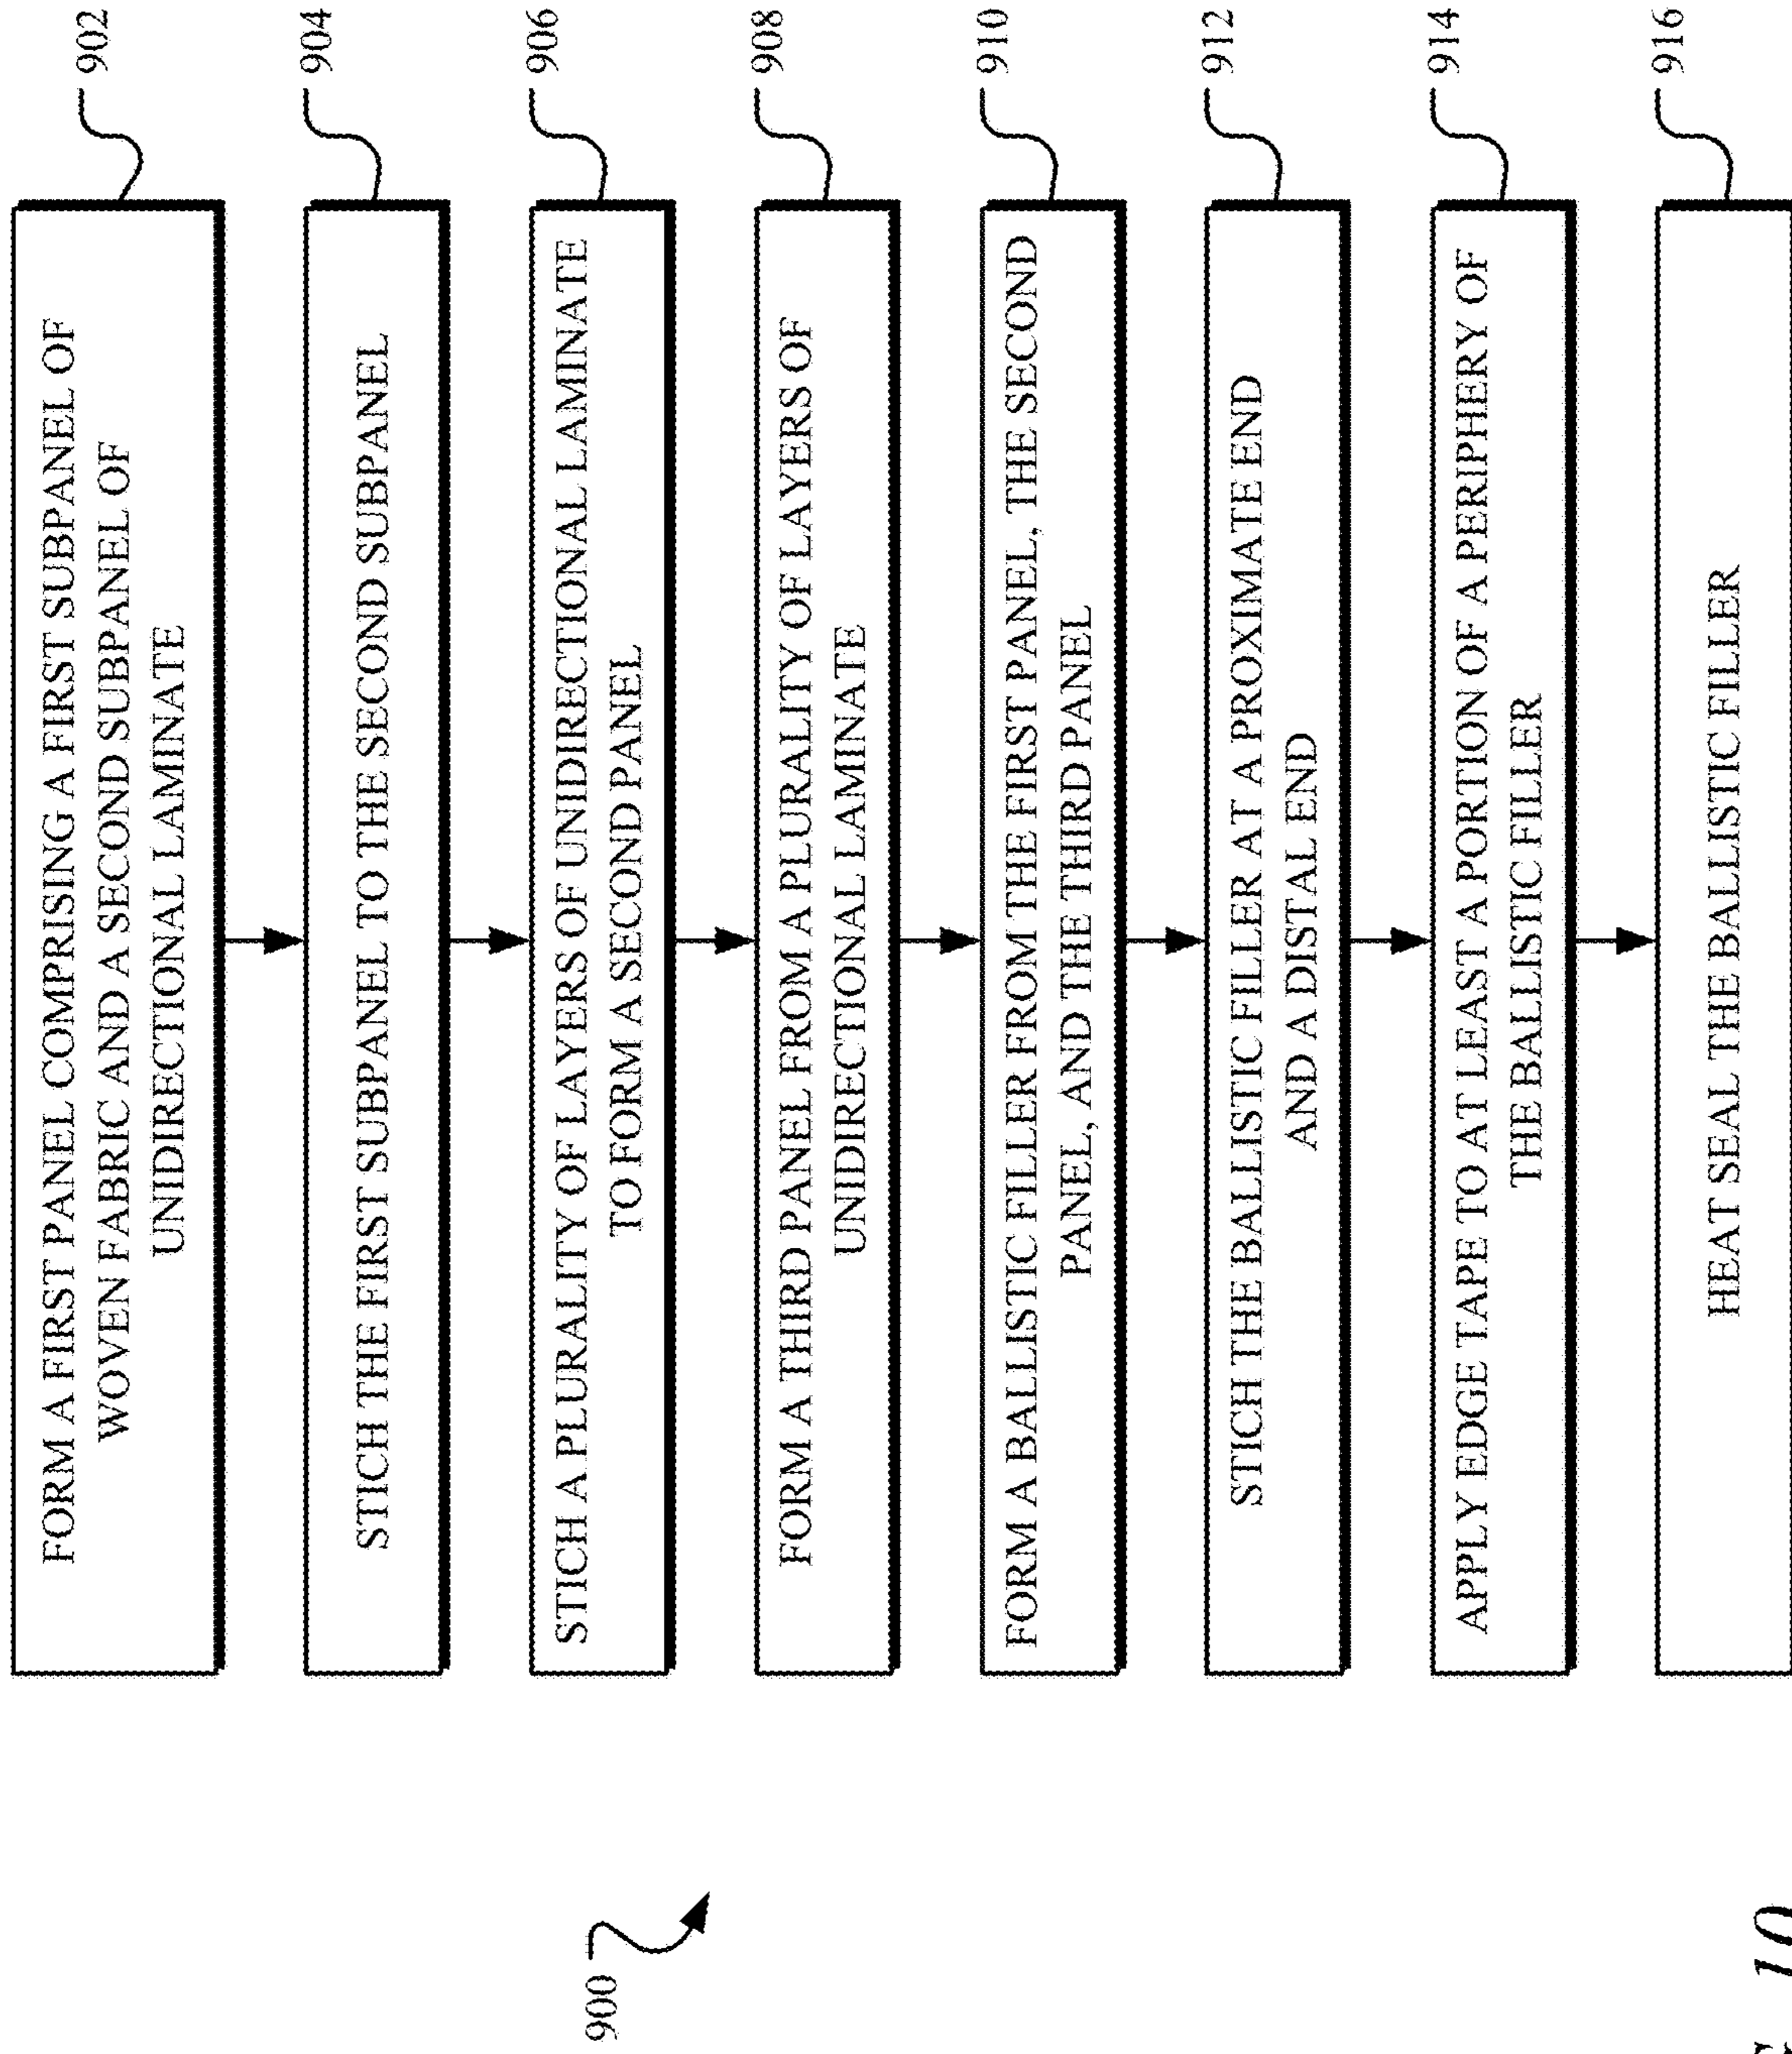 FORM A FIRST PANEL COMPRISING A FIRST SUBPANEL OF
WOVEN FABRIC AND A SECOND SUBPANEL OF
UNIDIRECTIONAL LAMINATE
902
STICH THE FIRST SUBPANEL TO THE SECOND SUBPANEL
904
STICH A PLURALITY OF LAYERS OF UNIDIRECTIONAL LAMINATE
TO FORM A SECOND PANEL
906
FORM A THIRD PANEL FROM A PLURALITY OF LAYERS OF
UNIDIRECTIONAL LAMINATE
908
FORM A BALLISTIC FILLER FROM THE FIRST PANEL, THE SECOND
PANEL, AND THE THIRD PANEL
910
STICH THE BALLISTIC FILLER AT A PROXIMATE END
AND A DISTAL END
912
APPLY EDGE TAPE TO AT LEAST A PORTION OF A PERIPHERY OF
THE BALLISTIC FILLER
914
HEAT SEAL THE BALLISTIC FILLER
916
900
10